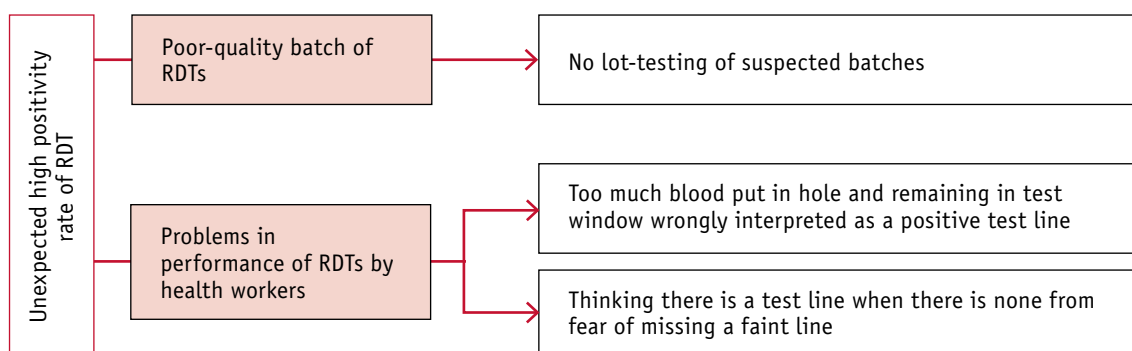 Unexpected high positivity
rate of RDT
Poor-quality batch of
RDTs
No lot-testing of suspected batches
Problems in
performance of RDTs by
health workers
Too much blood put in hole and remaining in test
window wrongly interpreted as a positive test line
Thinking there is a test line when there is none from
fear of missing a faint line